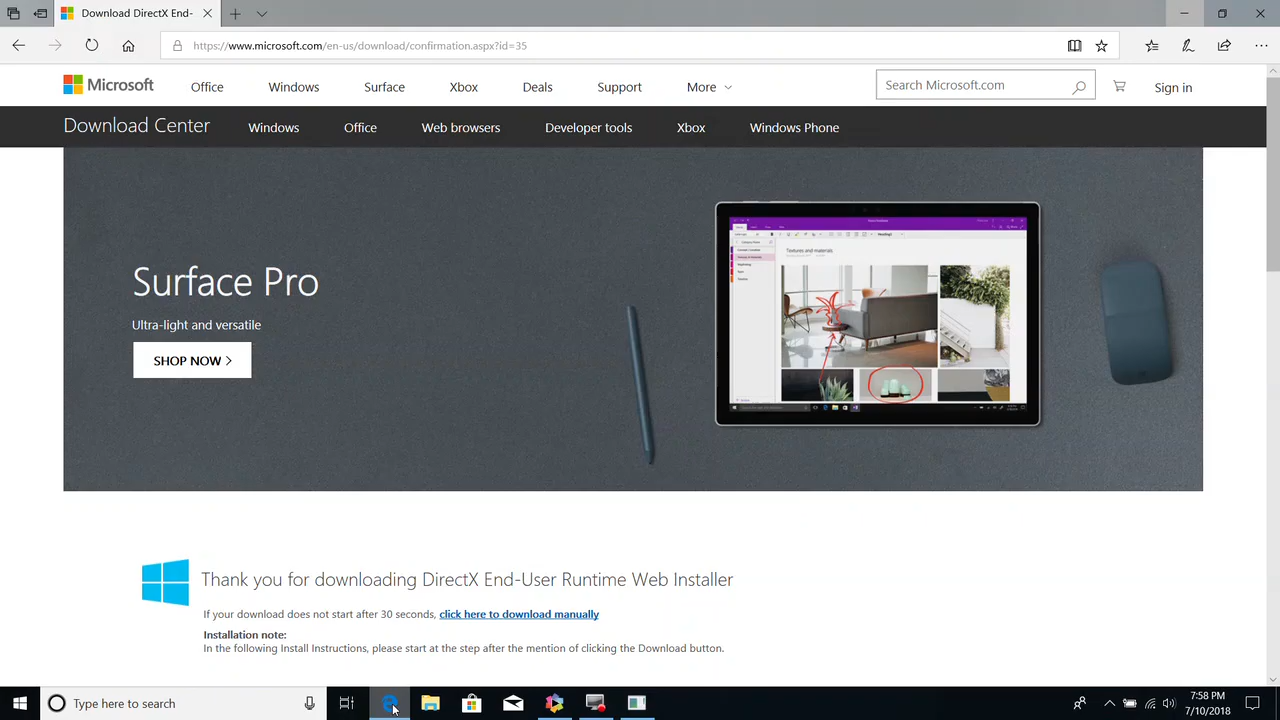 Download DirectX End-
https://www.microsoft.com/en-us/download/confirmation.aspx?id=35
Microsoft
Office
Windows
Surface
Xbox
Deals
Support
More
Search Microsoft.com
Sign in
Download Center
Windows
Office
Web browsers
Developer tools
Xbox
Windows Phone
Surface Pro
Ultra-light and versatile
SHOP NOW
Textures and materials
Thank you for downloading DirectX End-User Runtime Web Installer
If your download does not start after 30 seconds, click here to download manually
Installation note:
In the following Install Instructions, please start at the step after the mention of clicking the Download button.
Type here to search
7:58 PM
7/10/2018